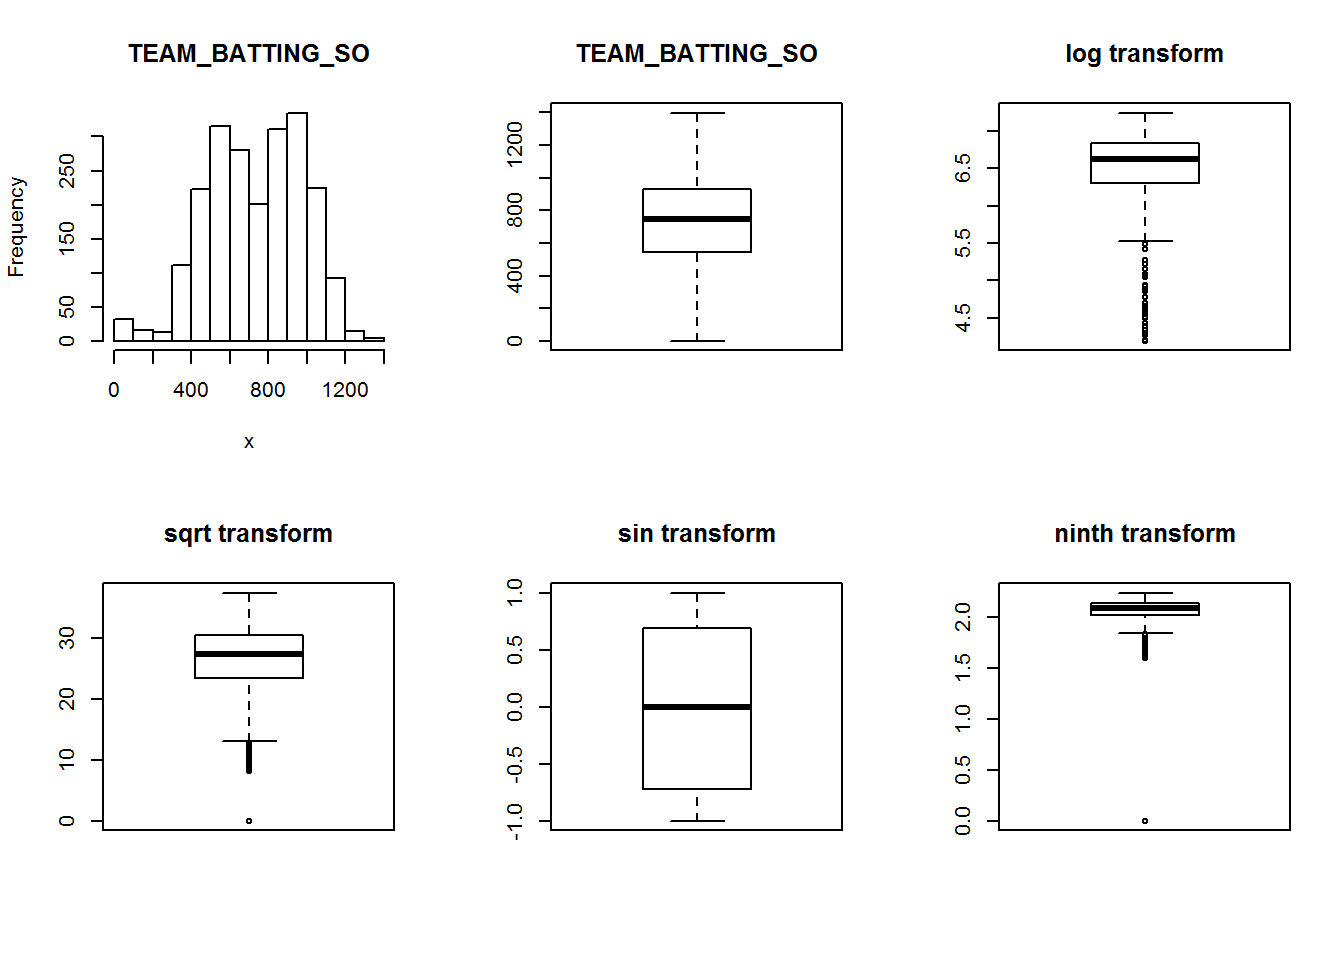 TEAM_BATTING_SO
Frequency
0 50 150 250
0 400 800 1200
x
TEAM_BATTING_SO
0 400 800 1200
log transform
4.5 5.5 6.5
sqrt transform
0 10 20 30
sin transform
-1.0 -0.5 0.0 0.5 1.0
ninth transform
0.0 0.5 1.0 1.5 2.0